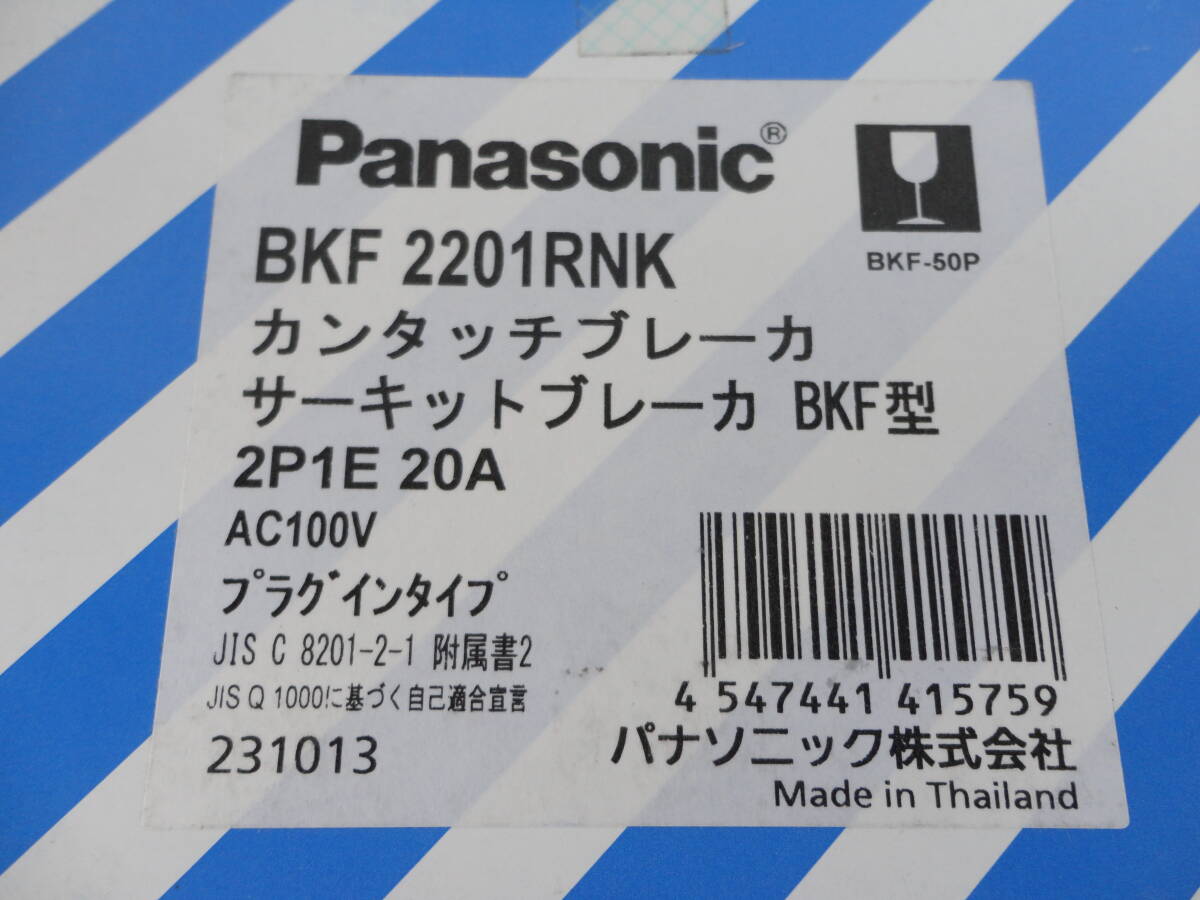 Panasonic®
BKF-50P
BKF 2201RNK
カンタッチブレーカ
サーキットブレーカ BKF型
2P1E 20A
AC100V
プラグインタイプ
JIS C 8201-2-1 附属書2
JIS Q 1000に基づく自己適合宣言
231013
4 547441 415759
パナソニック株式会社
Made in Thailand